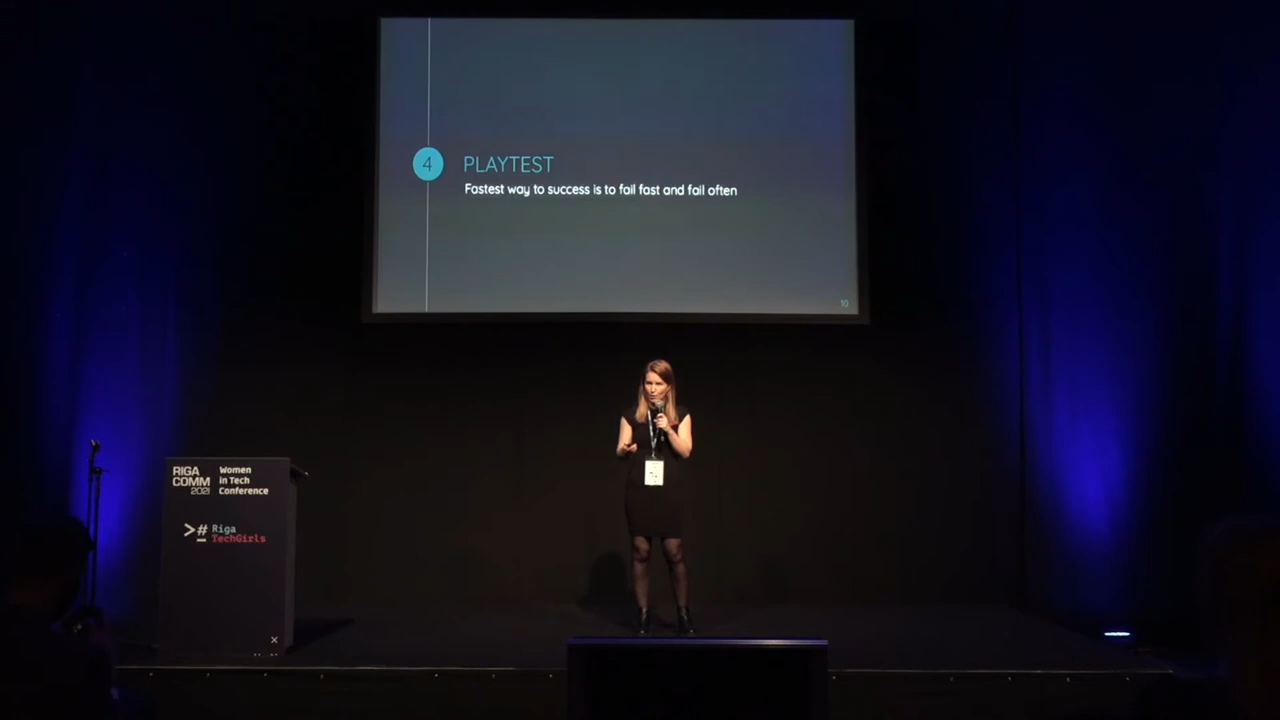 4
PLAYTEST
Fastest way to success is to fail fast and fail often
10
RIGA
COMM
2021
Women
in Tech
Conference
>#
Riga
TechGirls